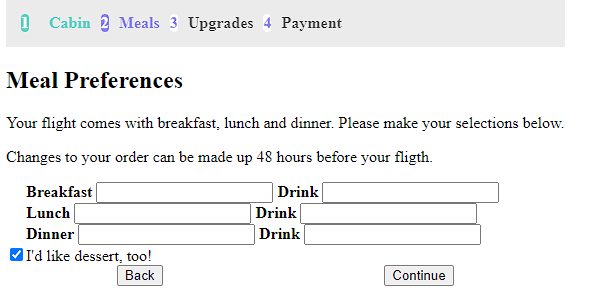 1 Cabin 2 Meals 3 Upgrades 4 Payment
Meal Preferences
Your flight comes with breakfast, lunch and dinner. Please make your selections below.
Changes to your order can be made up 48 hours before your fligth.
Breakfast Drink
Lunch Drink
Dinner Drink
I'd like dessert, too!
Back Continue